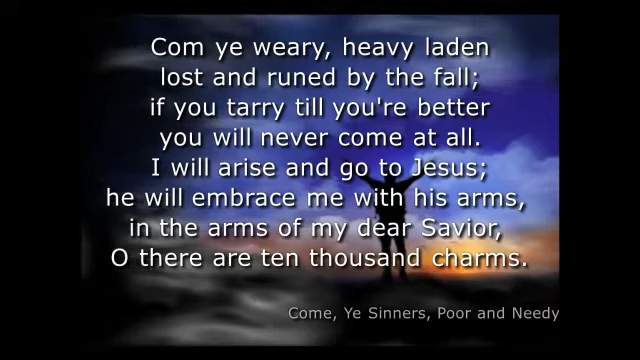 Com ye weary, heavy laden
lost and runed by the fall;
if you tarry till you're better
you will never come at all.
I will arise and go to Jesus;
he will embrace me with his arms,
in the arms of my dear Savior,
O there are ten thousand charms.
Come, Ye Sinners, Poor and Needy